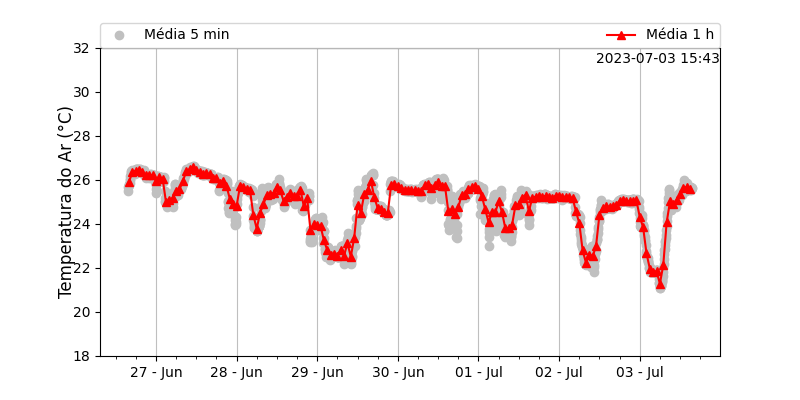 Média 5 min
Média 1 h
2023-07-03 15:43
Temperatura do Ar (°C)
32
30
28
26
24
22
20
18
27 - Jun
28 - Jun
29 - Jun
30 - Jun
01 - Jul
02 - Jul
03 - Jul